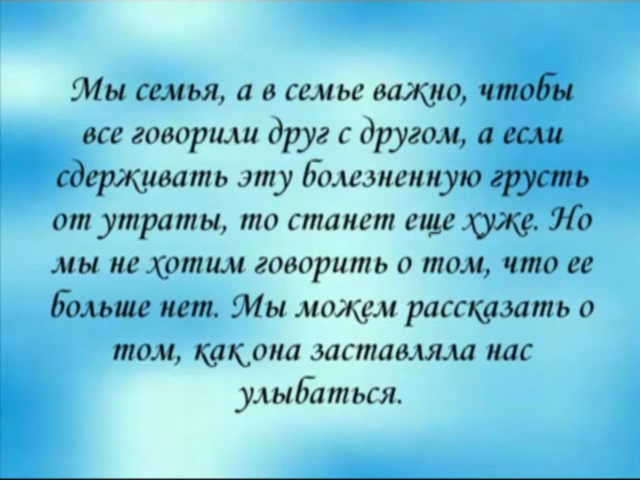 Мы семья, а в семье важно, чтобы
все говорили друг с другом, а если
сдерживать эту болезненную грусть
от утраты, то станет еще хуже. Но
мы не хотим говорить о том, что ее
больше нет. Мы можем рассказать о
том, как она заставляла нас
улыбаться.